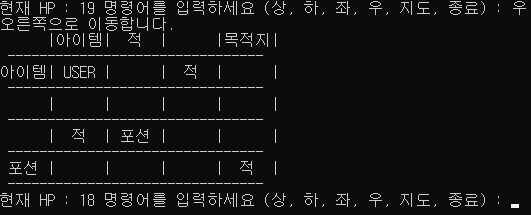 현재 HP : 19 명령어를 입력하세요 (상, 하, 좌, 우, 지도, 종료) : 우
오른쪽으로 이동합니다.
|아이템| 적 | |목적지|
--------------------------------
아이템| USER | | 적 | |
--------------------------------
| | | | |
--------------------------------
| 적 | 포션 | | |
--------------------------------
포션 | | | | 적 |
--------------------------------
현재 HP : 18 명령어를 입력하세요 (상, 하, 좌, 우, 지도, 종료) :